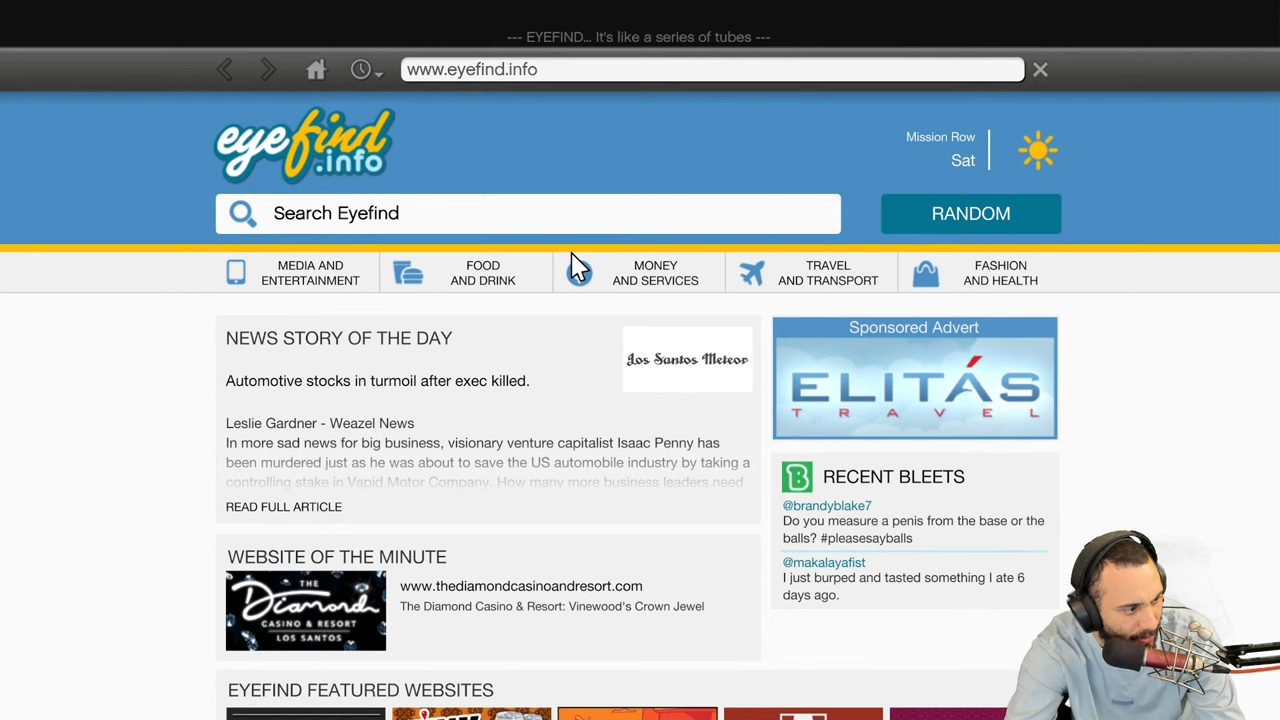 --- EYEFIND... It's like a series of tubes ---
www.eyefind.info
eyefind
.info
Mission Row
Sat
Search Eyefind
RANDOM
MEDIA AND
ENTERTAINMENT
FOOD
AND DRINK
MONEY
AND SERVICES
TRAVEL
AND TRANSPORT
FASHION
AND HEALTH
NEWS STORY OF THE DAY
Los Santos Meteor
Automotive stocks in turmoil after exec killed.
Leslie Gardner - Weazel News
In more sad news for big business, visionary venture capitalist Isaac Penny has
been murdered just as he was about to save the US automobile industry by taking a
controlling stake in Vapid Motor Company. How many more business leaders need
READ FULL ARTICLE
Sponsored Advert
ELITÁS
TRAVEL
RECENT BLEETS
@brandyblake7
Do you measure a penis from the base or the
balls? #pleasesayballs
@makalayafist
I just burped and tasted something I ate 6
days ago.
WEBSITE OF THE MINUTE
THE
Diamond
CASINO & RESORT
LOS SANTOS
www.thediamondcasinoandresort.com
The Diamond Casino & Resort: Vinewood's Crown Jewel
EYEFIND FEATURED WEBSITES